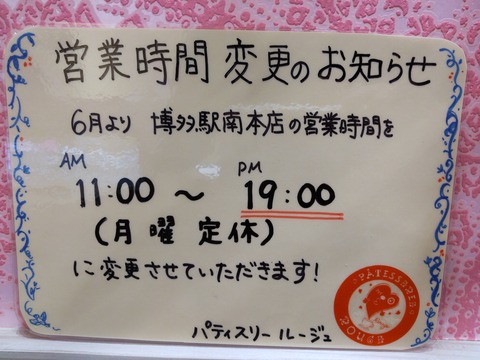 営業時間 変更のお知らせ
6月より 博多駅南本店の営業時間を
AM PM
11:00 〜 19:00
(月曜 定休)
に変更させていただきます!
パティスリー ルージュ